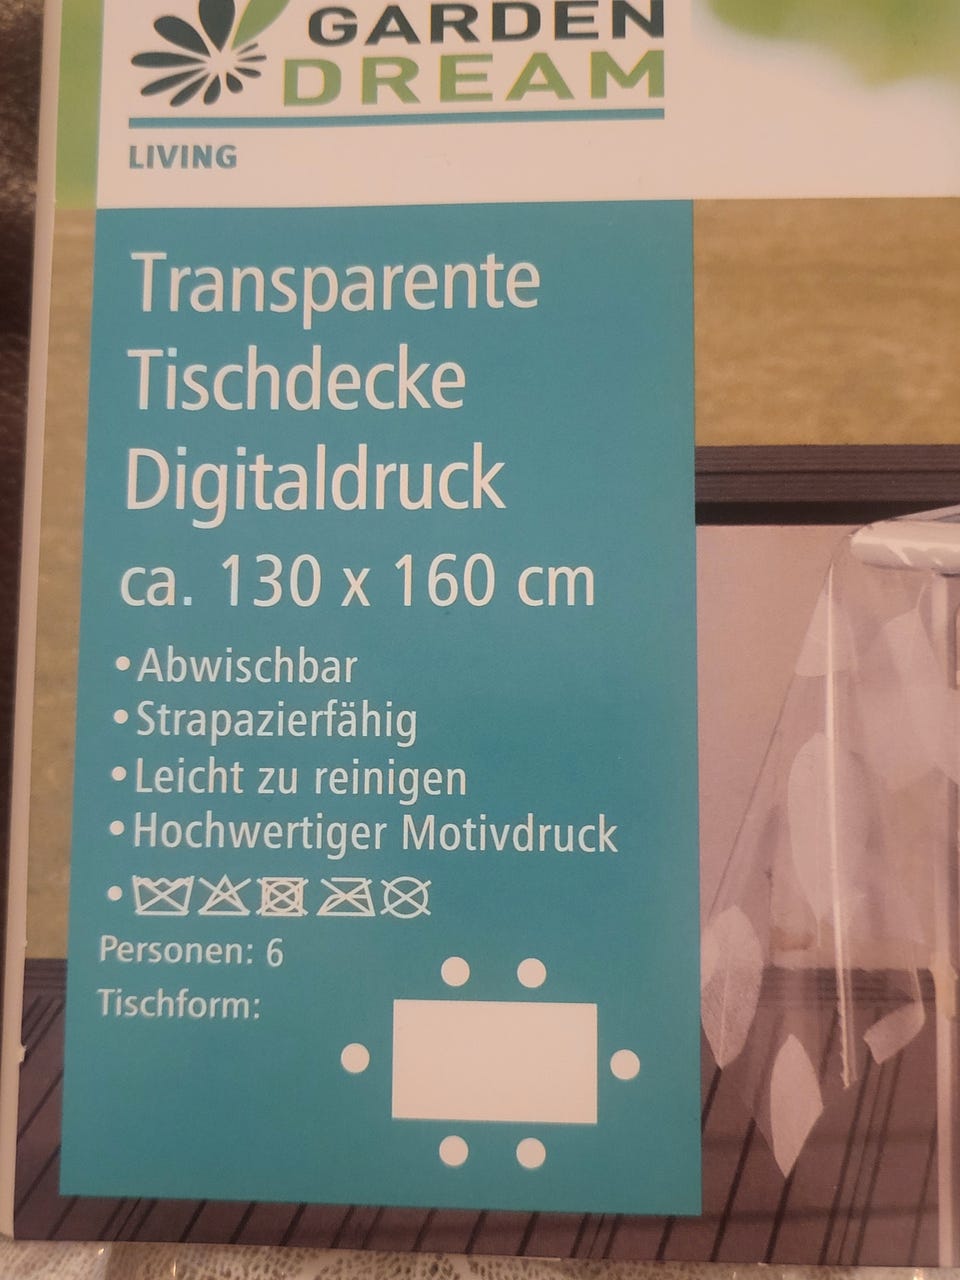 GARDEN
DREAM
LIVING
Transparente
Tischdecke
Digitaldruck
ca. 130 x 160 cm
• Abwischbar
• Strapazierfähig
• Leicht zu reinigen
• Hochwertiger Motivdruck
Personen: 6
Tischform: